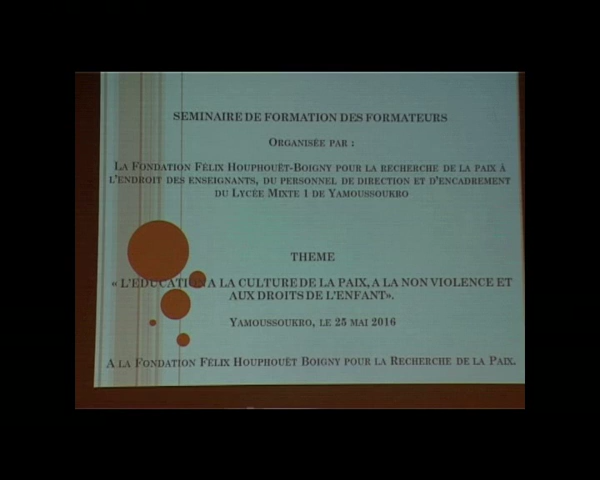 SEMINAIRE DE FORMATION DES FORMATEURS
ORGANISÉE PAR :
LA FONDATION FÉLIX HOUPHOUËT-BOIGNY POUR LA RECHERCHE DE LA PAIX À
L'ENDROIT DES ENSEIGNANTS, DU PERSONNEL DE DIRECTION ET D'ENCADREMENT
DU LYCÉE MIXTE 1 DE YAMOUSSOUKRO
THEME
« L'EDUCATION A LA CULTURE DE LA PAIX, A LA NON VIOLENCE ET
AUX DROITS DE L'ENFANT».
YAMOUSSOUKRO, LE 25 MAI 2016
A LA FONDATION FÉLIX HOUPHOUËT BOIGNY POUR LA RECHERCHE DE LA PAIX.